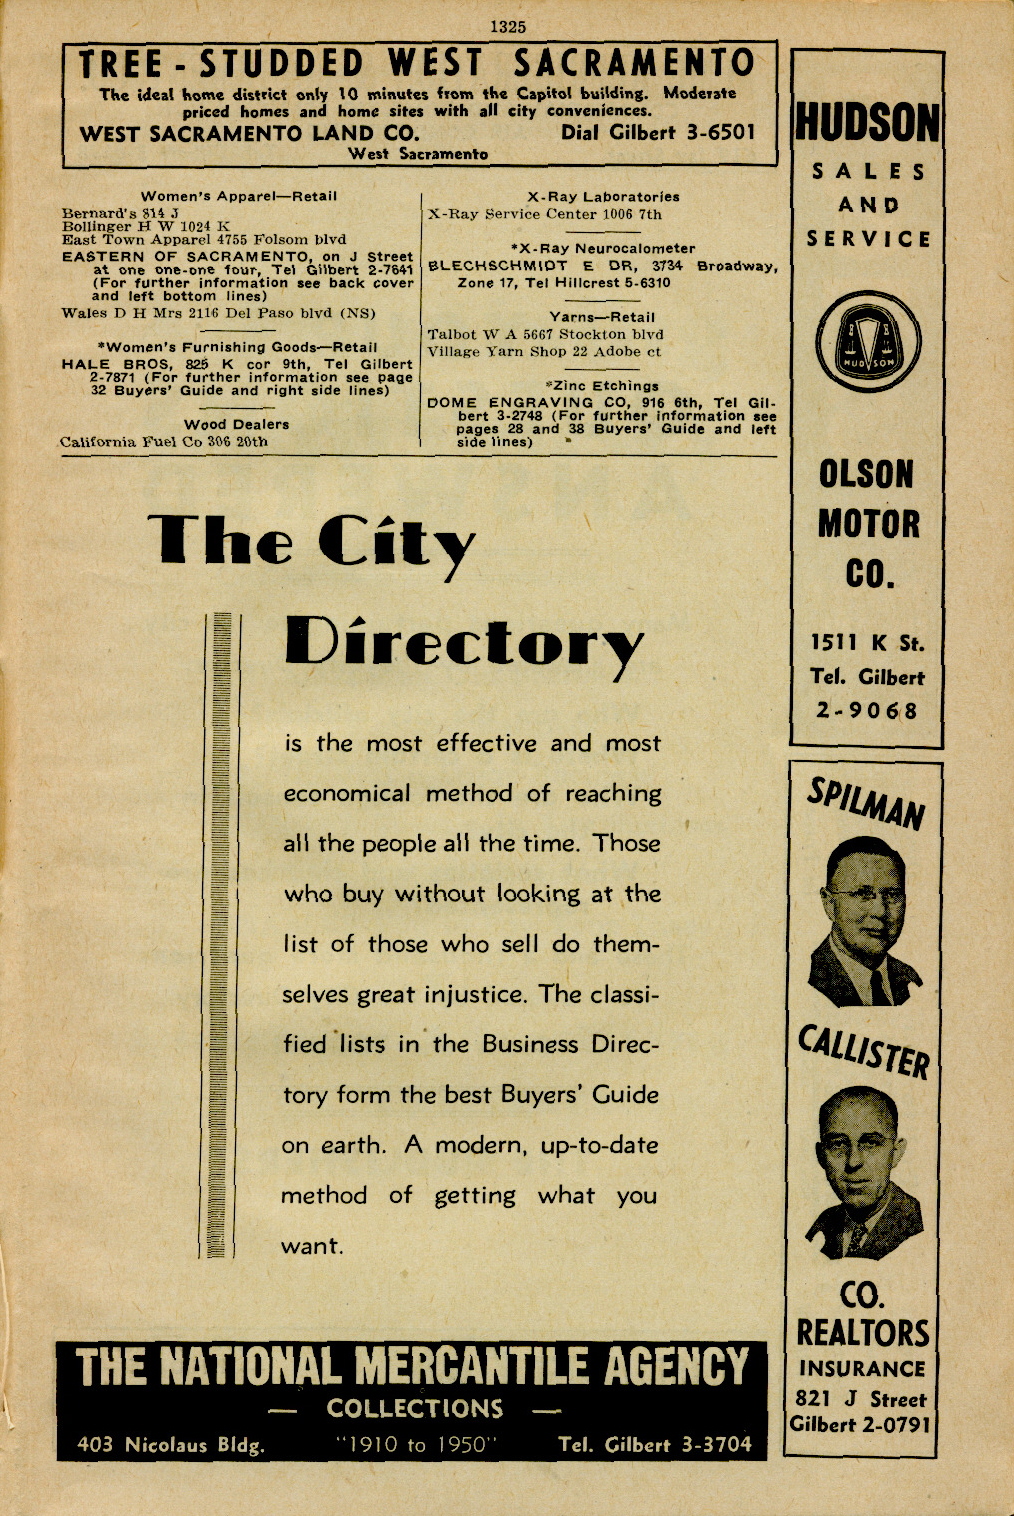 1325
TREE - STUDDED WEST SACRAMENTO
The ideal home district only 10 minutes from the Capitol building. Moderate
priced homes and home sites with all city conveniences.
WEST SACRAMENTO LAND CO. Dial Gilbert 3-6501
West Sacramento
Women's Apparel—Retail
Bernard's 814 J
Bollinger H W 1024 K
East Town Apparel 4755 Folsom blvd
EASTERN OF SACRAMENTO, on J Street
at one one-one four, Tel Gilbert 2-7641
(For further information see back cover
and left bottom lines)
Wales D H Mrs 2116 Del Paso blvd (NS)
*Women's Furnishing Goods—Retail
HALE BROS, 825 K cor 9th, Tel Gilbert
2-7871 (For further information see page
32 Buyers' Guide and right side lines)
Wood Dealers
California Fuel Co 306 20th
X-Ray Laboratories
X-Ray Service Center 1006 7th
*X-Ray Neurocalometer
BLECHSCHMIDT E DR, 3734 Broadway,
Zone 17, Tel Hillcrest 5-6310
Yarns—Retail
Talbot W A 5667 Stockton blvd
Village Yarn Shop 22 Adobe ct
*Zinc Etchings
DOME ENGRAVING CO, 916 6th, Tel Gil-
bert 3-2748 (For further information see
pages 28 and 38 Buyers' Guide and left
side lines)
The City
Directory
is the most effective and most
economical method of reaching
all the people all the time. Those
who buy without looking at the
list of those who sell do them-
selves great injustice. The classi-
fied lists in the Business Direc-
tory form the best Buyers' Guide
on earth. A modern, up-to-date
method of getting what you
want.
THE NATIONAL MERCANTILE AGENCY
— COLLECTIONS —
403 Nicolaus Bldg. "1910 to 1950" Tel. Gilbert 3-3704
HUDSON
SALES
AND
SERVICE
HUDSON
OLSON
MOTOR
CO.
1511 K St.
Tel. Gilbert
2-9068
SPILMAN
CALLISTER
CO.
REALTORS
INSURANCE
821 J Street
Gilbert 2-0791